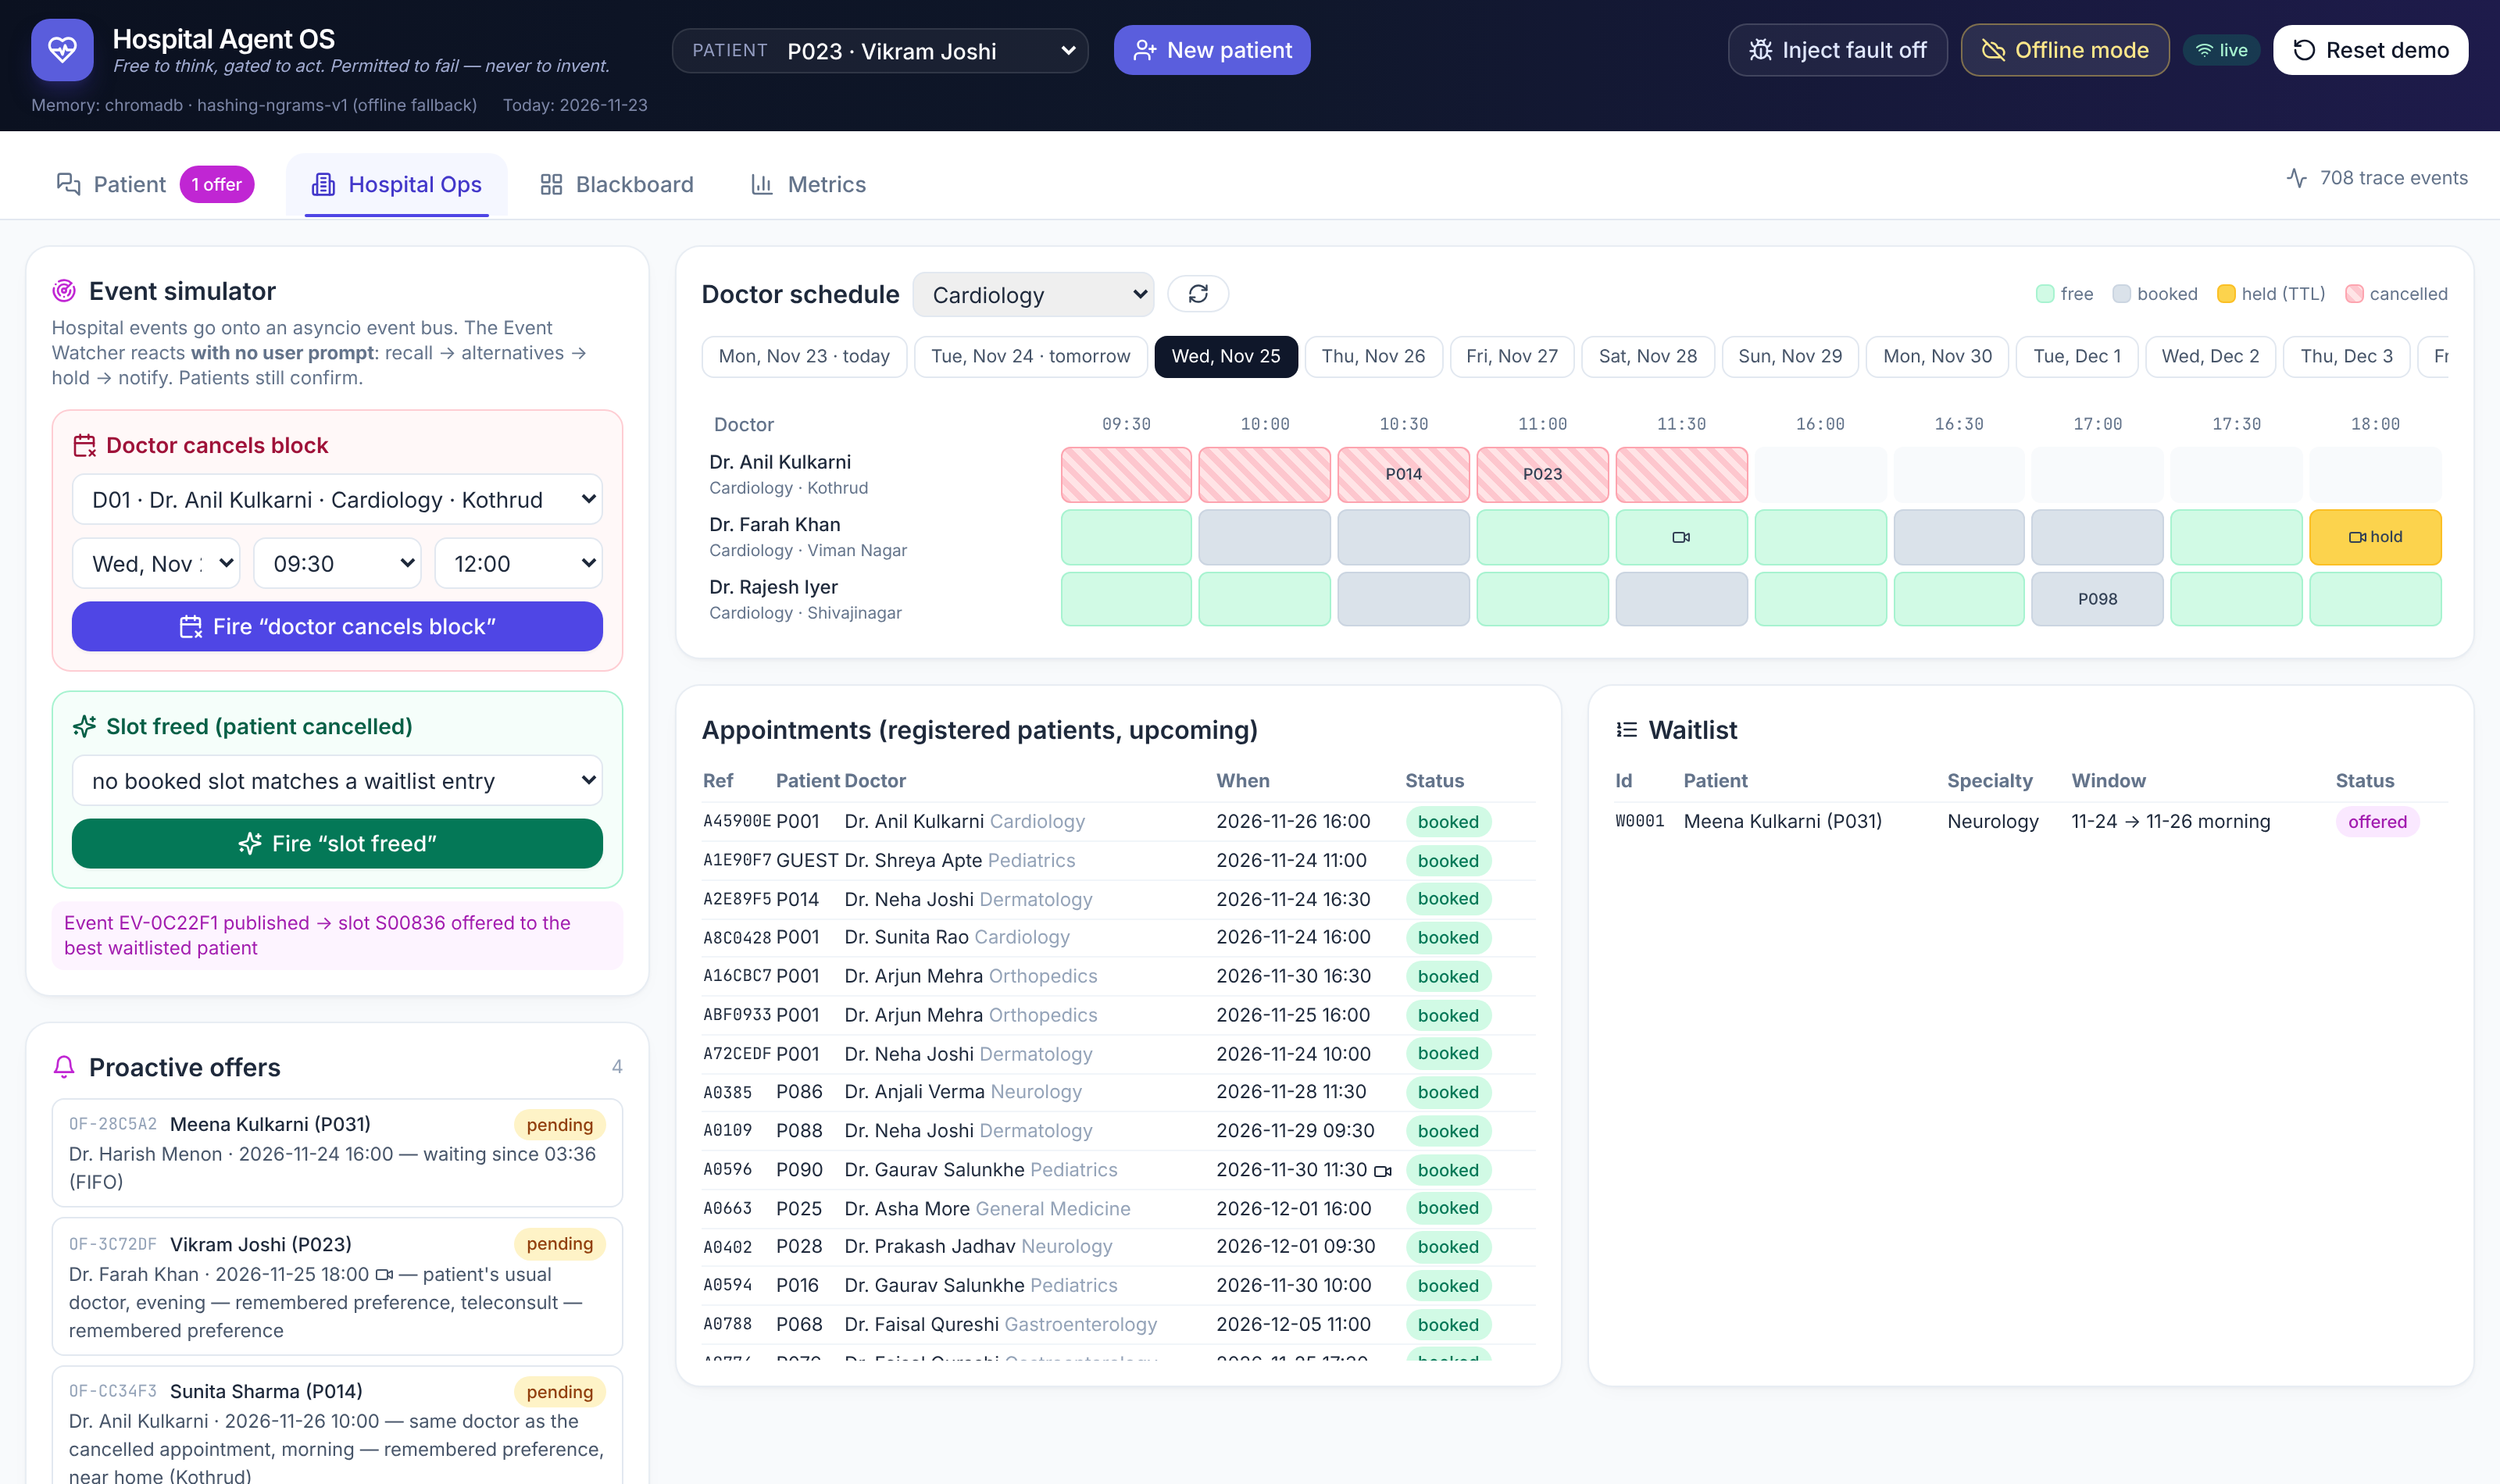 Hospital Agent OS
Free to think, gated to act. Permitted to fail — never to invent.
Memory: chromadb · hashing-ngrams-v1 (offline fallback) Today: 2026-11-23
PATIENT P023 · Vikram Joshi
New patient
Inject fault off
Offline mode
live
Reset demo
Patient 1 offer
Hospital Ops
Blackboard
Metrics
708 trace events
Event simulator
Hospital events go onto an asyncio event bus. The Event
Watcher reacts with no user prompt: recall → alternatives →
hold → notify. Patients still confirm.
Doctor cancels block
D01 · Dr. Anil Kulkarni · Cardiology · Kothrud
Wed, Nov 09:30 12:00
Fire “doctor cancels block”
Slot freed (patient cancelled)
no booked slot matches a waitlist entry
Fire “slot freed”
Event EV-0C22F1 published → slot S00836 offered to the
best waitlisted patient
Proactive offers 4
OF-28C5A2 Meena Kulkarni (P031) pending
Dr. Harish Menon · 2026-11-24 16:00 — waiting since 03:36
(FIFO)
OF-3C72DF Vikram Joshi (P023) pending
Dr. Farah Khan · 2026-11-25 18:00 — patient's usual
doctor, evening — remembered preference, teleconsult —
remembered preference
OF-CC34F3 Sunita Sharma (P014) pending
Dr. Anil Kulkarni · 2026-11-26 10:00 — same doctor as the
cancelled appointment, morning — remembered preference,
near home (Kothrud)
Doctor schedule Cardiology
free booked held (TTL) cancelled
Mon, Nov 23 · today Tue, Nov 24 · tomorrow Wed, Nov 25 Thu, Nov 26 Fri, Nov 27 Sat, Nov 28 Sun, Nov 29 Mon, Nov 30 Tue, Dec 1 Wed, Dec 2 Thu, Dec 3
Doctor 09:30 10:00 10:30 11:00 11:30 16:00 16:30 17:00 17:30 18:00
Dr. Anil Kulkarni
Cardiology · Kothrud
P014 P023
Dr. Farah Khan
Cardiology · Viman Nagar
hold
Dr. Rajesh Iyer
Cardiology · Shivajinagar
P098
Appointments (registered patients, upcoming)
Ref Patient Doctor When Status
A45900E P001 Dr. Anil Kulkarni Cardiology 2026-11-26 16:00 booked
A1E90F7 GUEST Dr. Shreya Apte Pediatrics 2026-11-24 11:00 booked
A2E89F5 P014 Dr. Neha Joshi Dermatology 2026-11-24 16:30 booked
A8C0428 P001 Dr. Sunita Rao Cardiology 2026-11-24 16:00 booked
A16CBC7 P001 Dr. Arjun Mehra Orthopedics 2026-11-30 16:30 booked
ABF0933 P001 Dr. Arjun Mehra Orthopedics 2026-11-25 16:00 booked
A72CEDF P001 Dr. Neha Joshi Dermatology 2026-11-24 10:00 booked
A0385 P086 Dr. Anjali Verma Neurology 2026-11-28 11:30 booked
A0109 P088 Dr. Neha Joshi Dermatology 2026-11-29 09:30 booked
A0596 P090 Dr. Gaurav Salunkhe Pediatrics 2026-11-30 11:30 booked
A0663 P025 Dr. Asha More General Medicine 2026-12-01 16:00 booked
A0402 P028 Dr. Prakash Jadhav Neurology 2026-12-01 09:30 booked
A0594 P016 Dr. Gaurav Salunkhe Pediatrics 2026-11-30 10:00 booked
A0788 P068 Dr. Faisal Qureshi Gastroenterology 2026-12-05 11:00 booked
Waitlist
Id Patient Specialty Window Status
W0001 Meena Kulkarni (P031) Neurology 11-24 → 11-26 morning offered